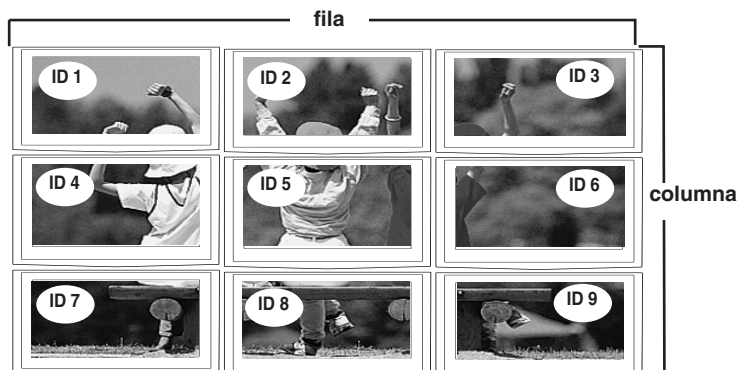 fila
ID 1
ID 2
ID 3
ID 4
ID 5
ID 6
columna
ID 7
ID 8
ID 9